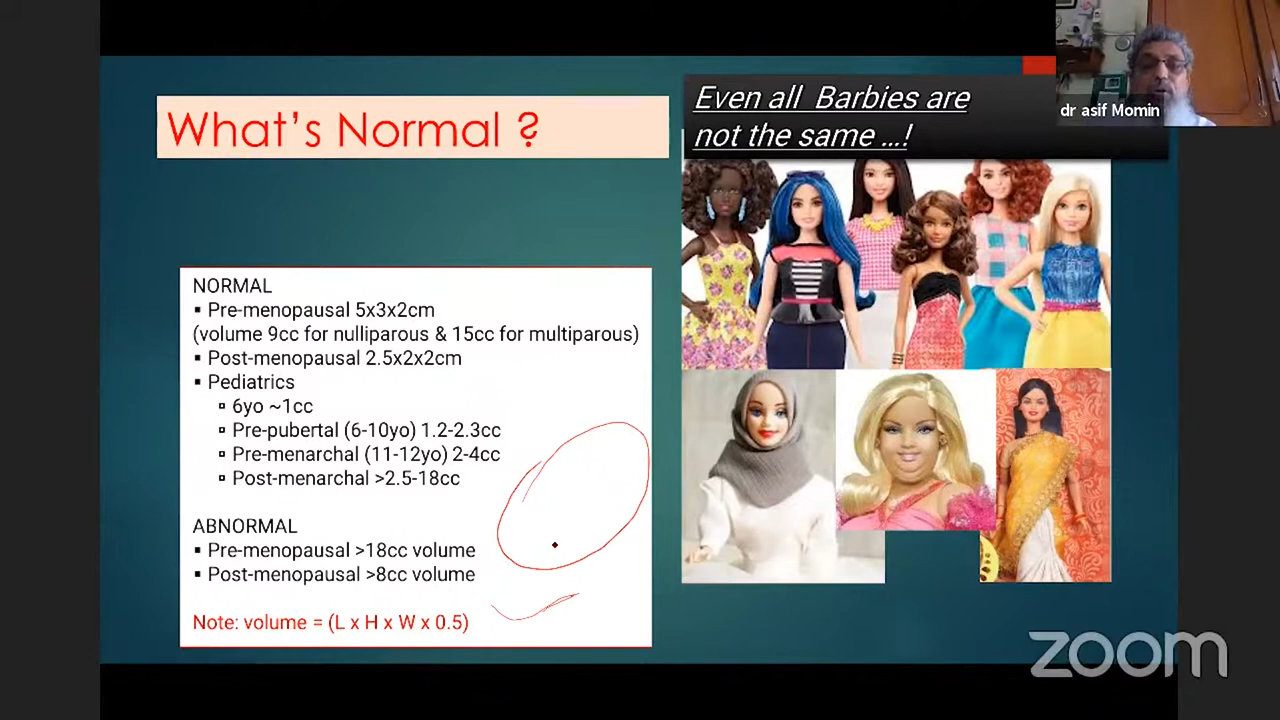 What's Normal ?
Even all Barbies are
not the same ...!
dr asif Momin
NORMAL
▪ Pre-menopausal 5x3x2cm
(volume 9cc for nulliparous & 15cc for multiparous)
▪ Post-menopausal 2.5x2x2cm
▪ Pediatrics
▫ 6yo ~1cc
▫ Pre-pubertal (6-10yo) 1.2-2.3cc
▫ Pre-menarchal (11-12yo) 2-4cc
▫ Post-menarchal >2.5-18cc
ABNORMAL
▪ Pre-menopausal >18cc volume
▪ Post-menopausal >8cc volume
Note: volume = (L x H x W x 0.5)
zoom